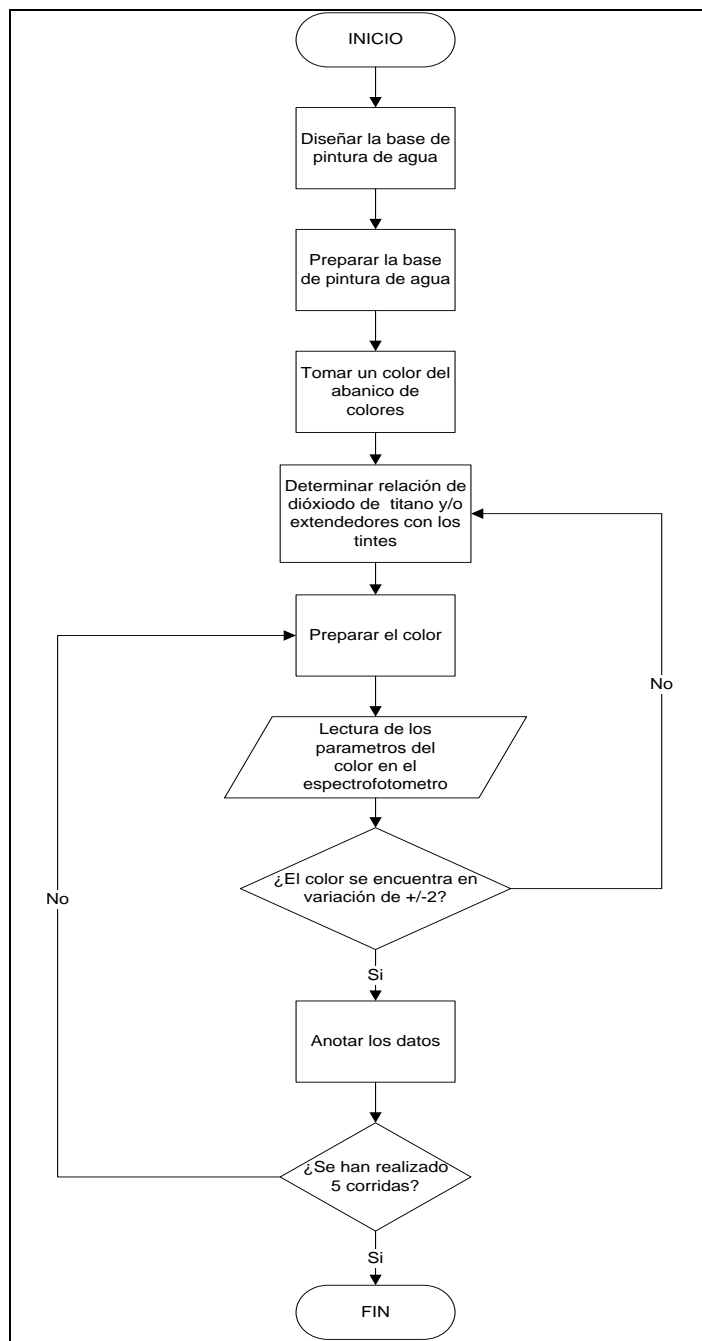 INICIO
Diseñar la base de
pintura de agua
Preparar la base
de pintura de agua
Tomar un color del
abanico de
colores
Determinar relación de
dióxiodo de titano y/o
extendedores con los
tintes
Preparar el color
No
Lectura de los
parametros del
color en el
espectrofotometro
¿El color se encuentra en
variación de +/-2?
No
Si
Anotar los datos
¿Se han realizado
5 corridas?
Si
FIN